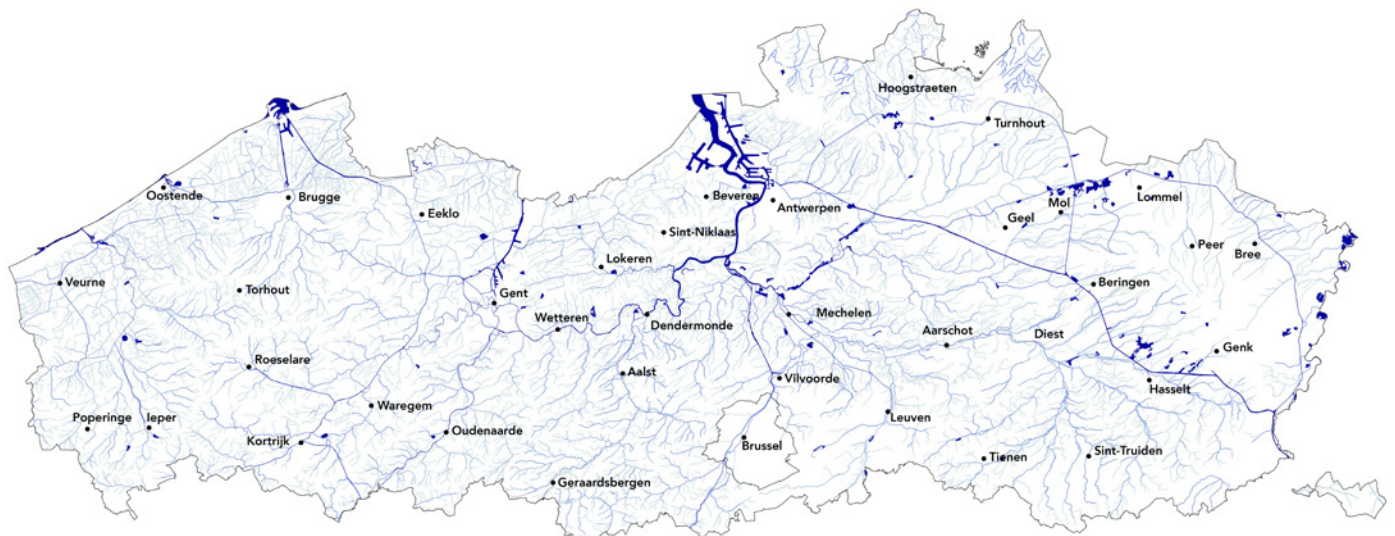 Hoogstraeten
Turnhout
Oostende
Brugge
Beveren
Antwerpen
Lommel
Mol
Eeklo
Geel
Sint-Niklaas
Peer
Bree
Lokeren
Veurne
Torhout
Gent
Beringen
Wetteren
Dendermonde
Mechelen
Aarschot
Diest
Roeselare
Genk
Aalst
Vilvoorde
Hasselt
Waregem
Poperinge
Ieper
Leuven
Kortrijk
Oudenaarde
Brussel
Tienen
Sint-Truiden
Geraardsbergen